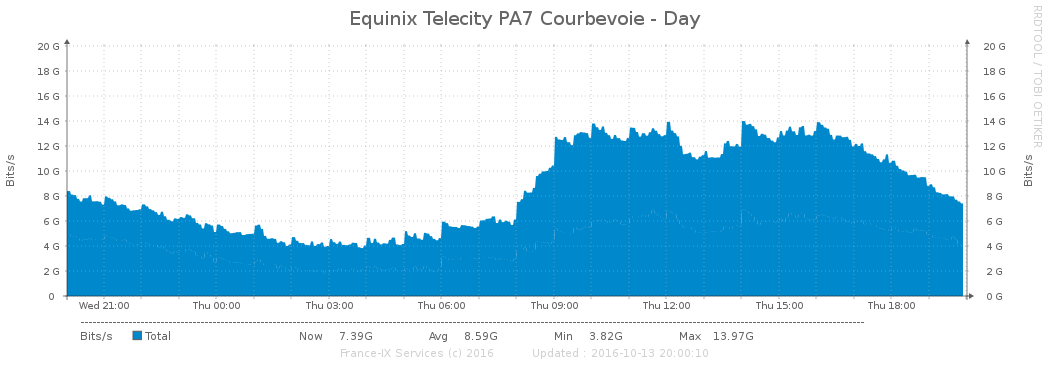 Equinix Telecity PA7 Courbevoie - Day
RRDTOOL / TOBI OETIKER
Bits/s
20 G
18 G
16 G
14 G
12 G
10 G
8 G
6 G
4 G
2 G
0
20 G
18 G
16 G
14 G
12 G
10 G
8 G
6 G
4 G
2 G
0 G
Bits/s
Wed 21:00 Thu 00:00 Thu 03:00 Thu 06:00 Thu 09:00 Thu 12:00 Thu 15:00 Thu 18:00
Bits/s Total Now 7.39G Avg 8.59G Min 3.82G Max 13.97G
France-IX Services (c) 2016 Updated : 2016-10-13 20:00:10